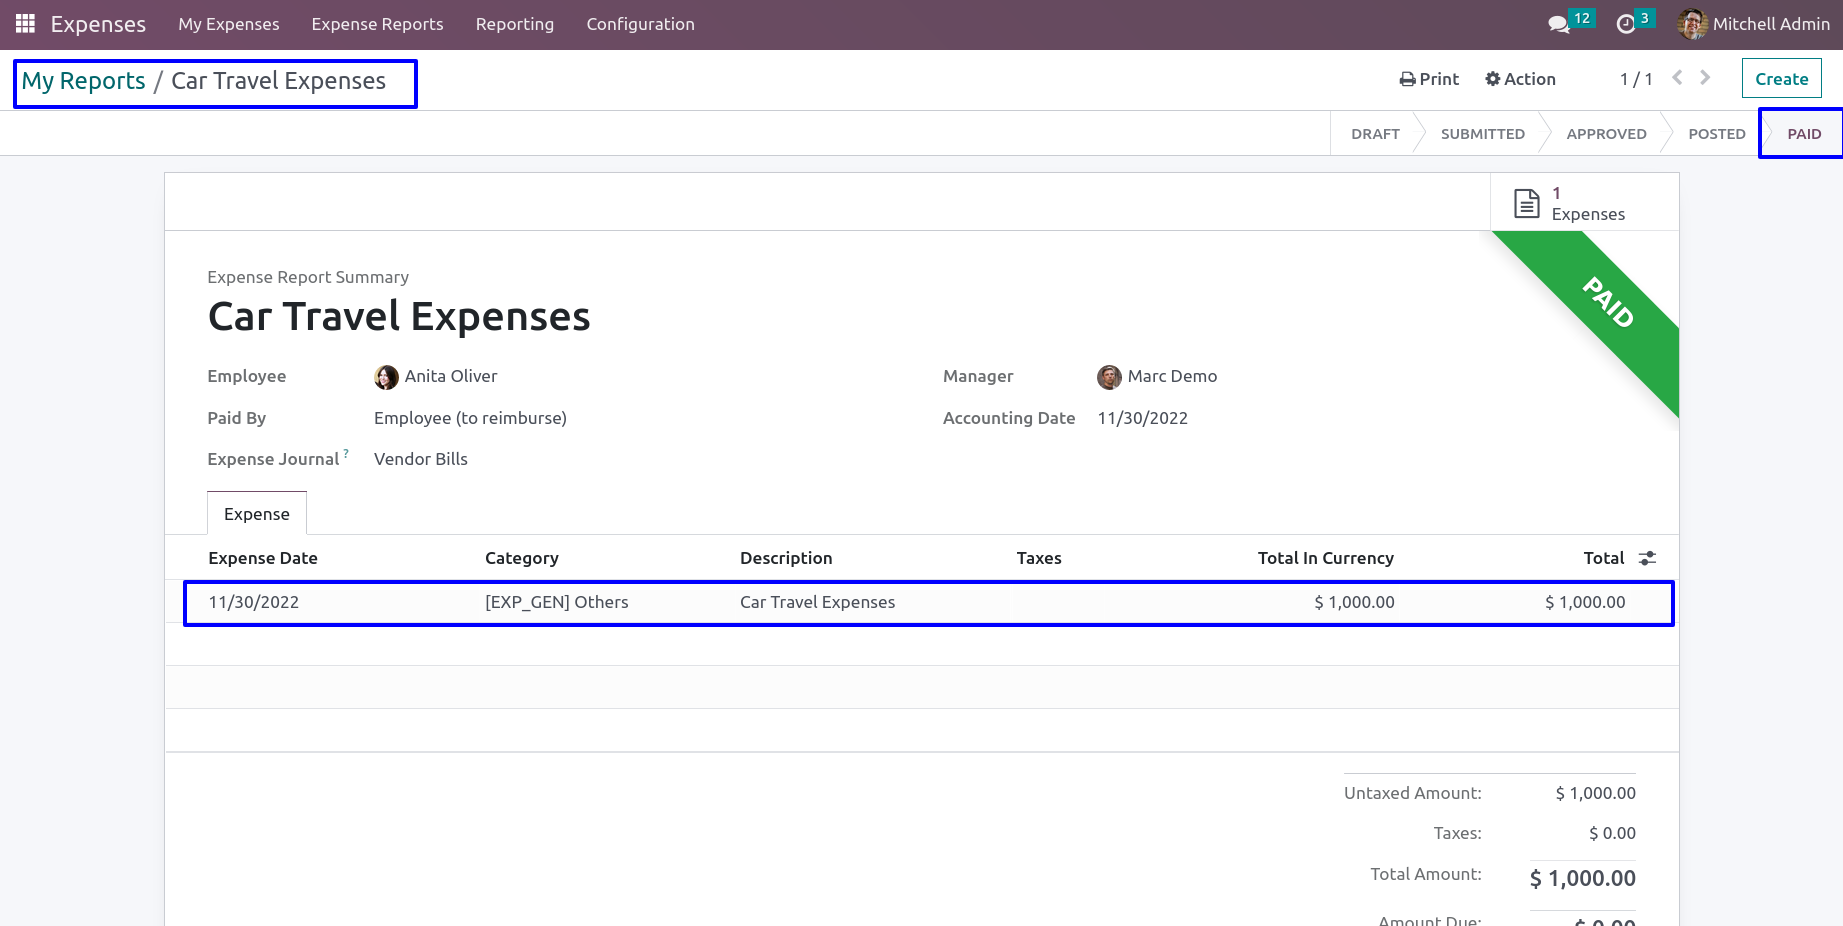 Expenses My Expenses Expense Reports Reporting Configuration 12 3 Mitchell Admin
My Reports / Car Travel Expenses Print Action 1 / 1 Create
DRAFT SUBMITTED APPROVED POSTED PAID
1
Expenses
PAID
Expense Report Summary
Car Travel Expenses
Employee Anita Oliver Manager Marc Demo
Paid By Employee (to reimburse) Accounting Date 11/30/2022
Expense Journal ? Vendor Bills
Expense
Expense Date Category Description Taxes Total In Currency Total
11/30/2022 [EXP_GEN] Others Car Travel Expenses $ 1,000.00 $ 1,000.00
Untaxed Amount: $ 1,000.00
Taxes: $ 0.00
Total Amount: $ 1,000.00
Amount Due: $ 0.00